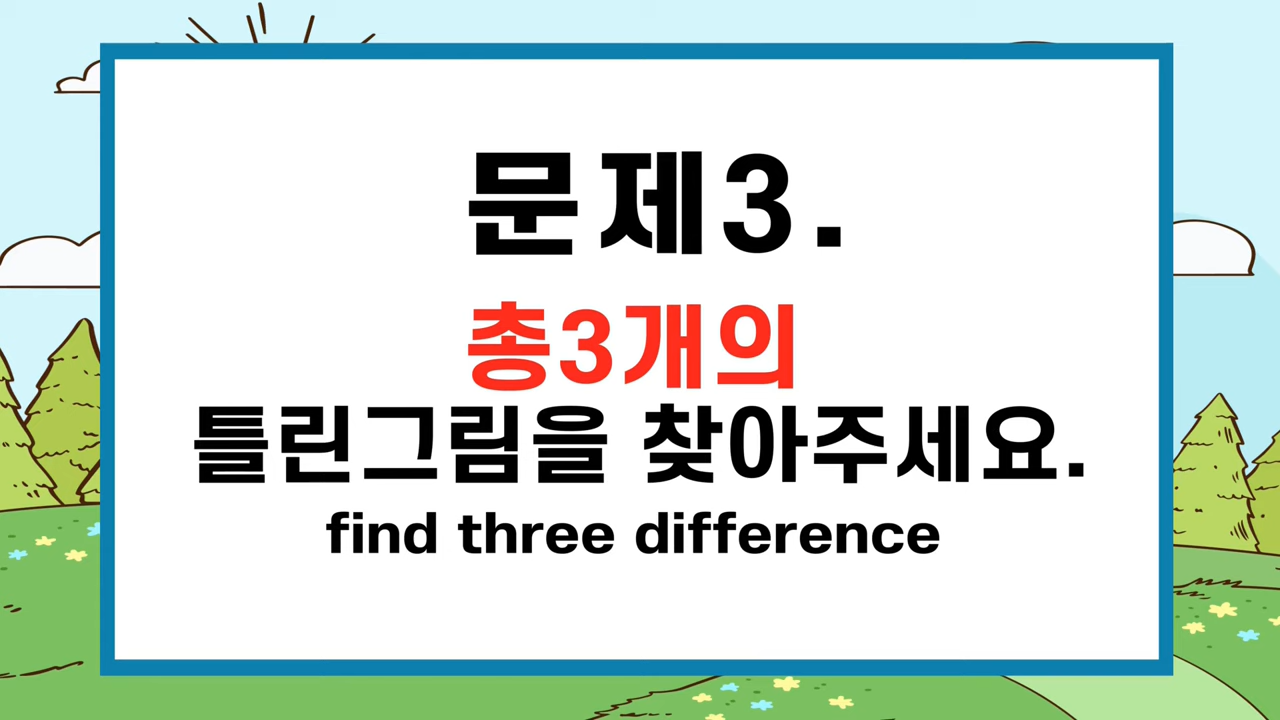 문제3.
총3개의
틀린그림을 찾아주세요.
find three difference